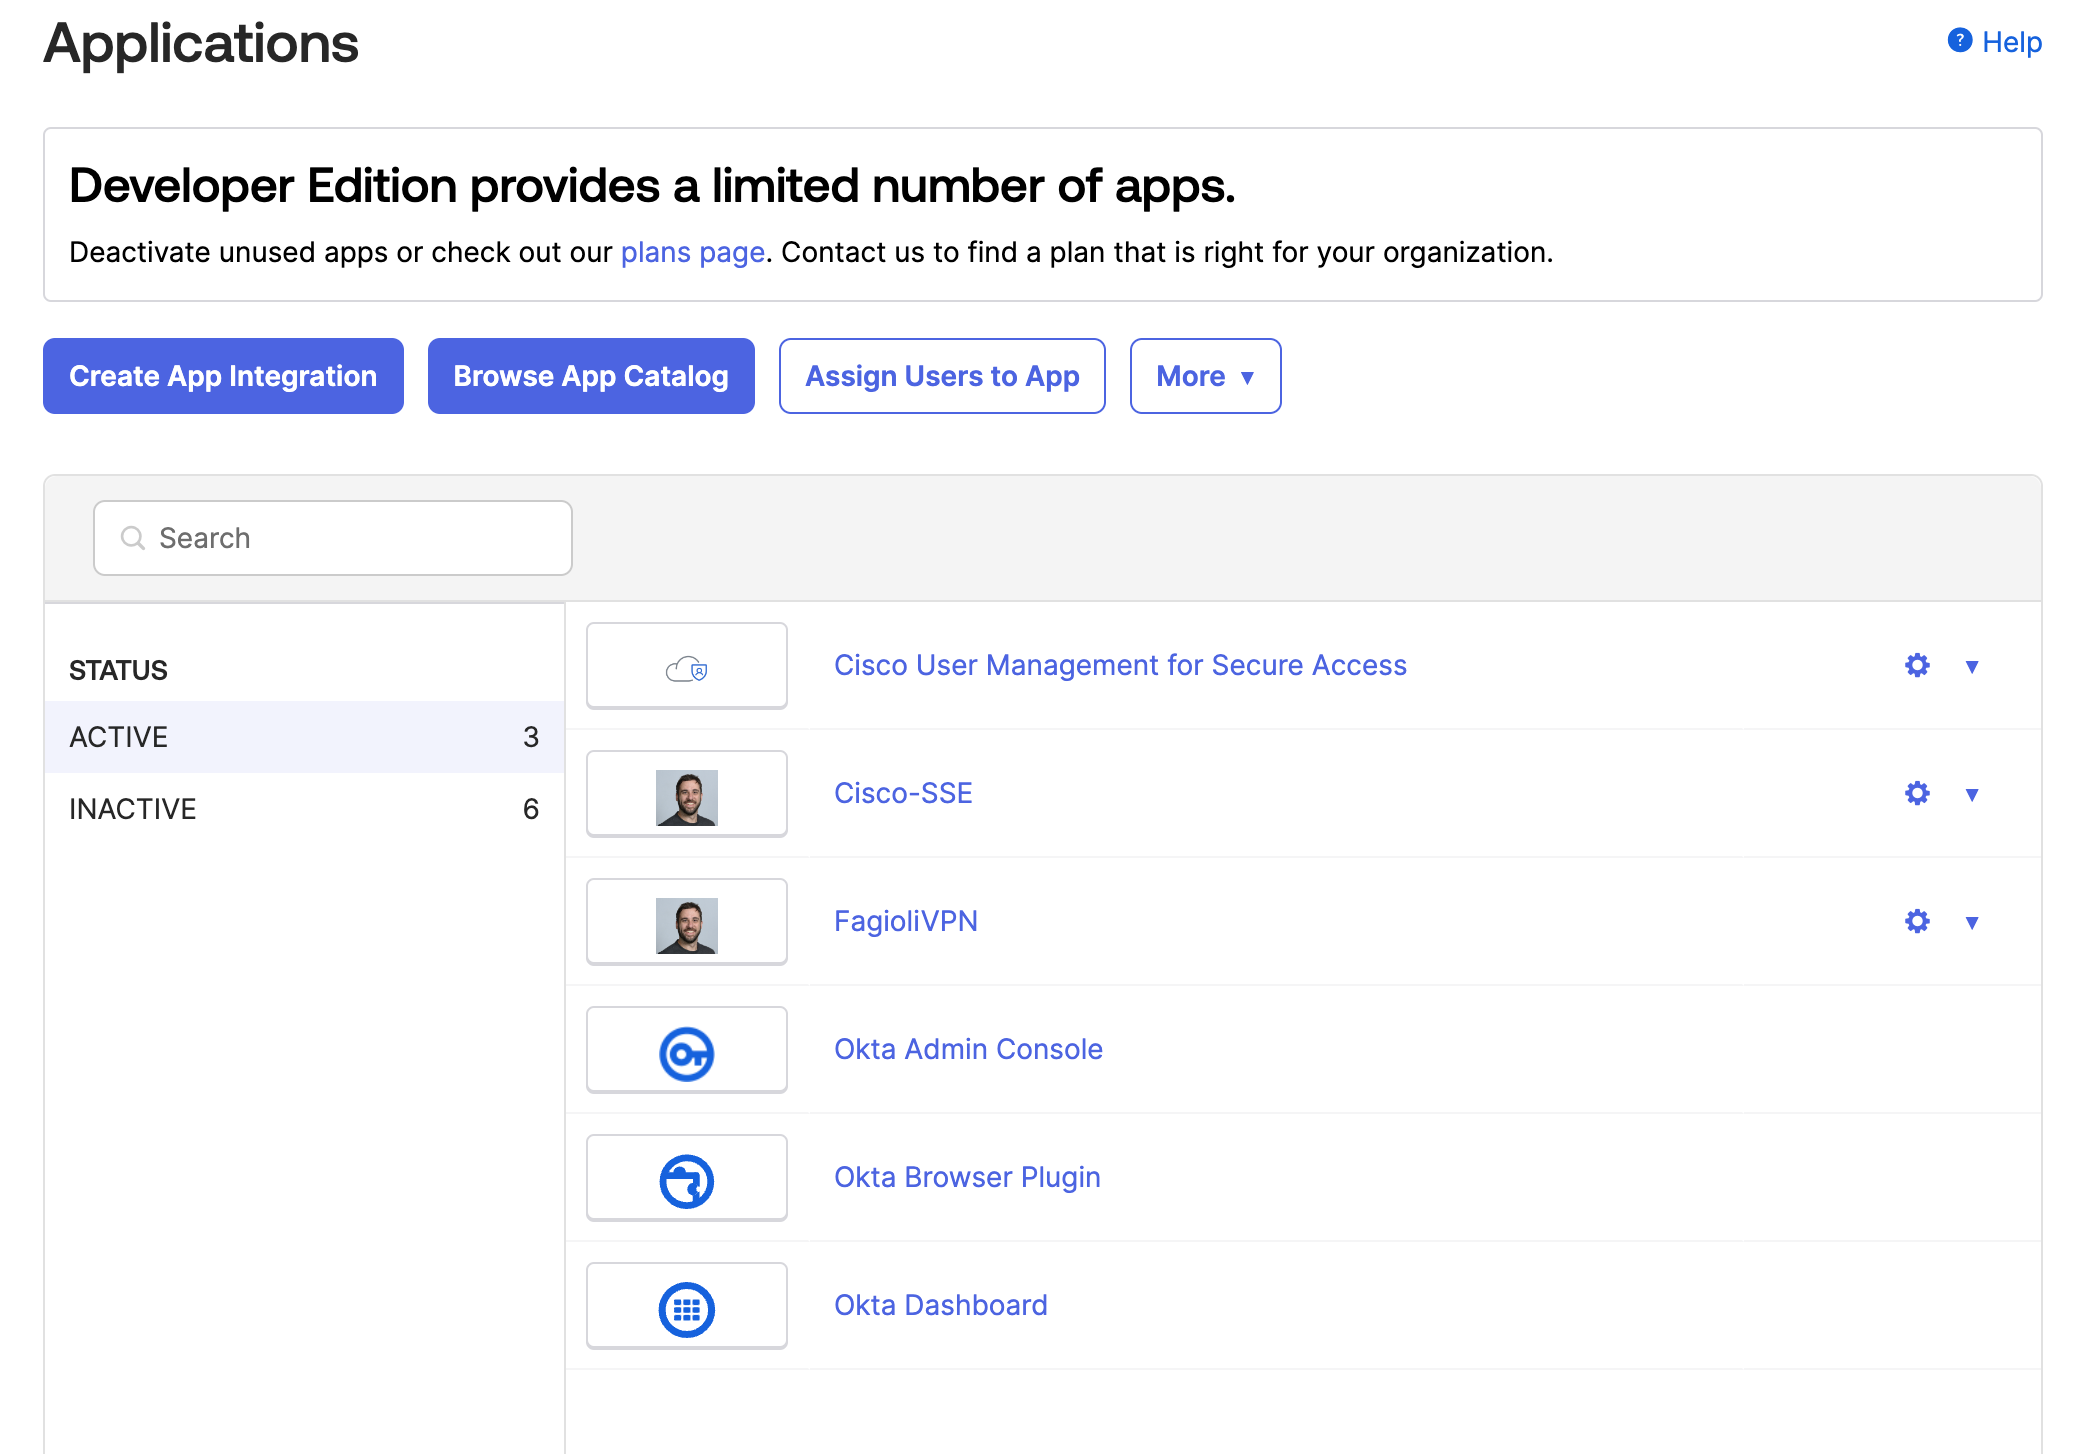 Applications
Help
Developer Edition provides a limited number of apps.
Deactivate unused apps or check out our plans page. Contact us to find a plan that is right for your organization.
Create App Integration
Browse App Catalog
Assign Users to App
More ▼
Search
STATUS
ACTIVE 3
INACTIVE 6
Cisco User Management for Secure Access
Cisco-SSE
FagioliVPN
Okta Admin Console
Okta Browser Plugin
Okta Dashboard